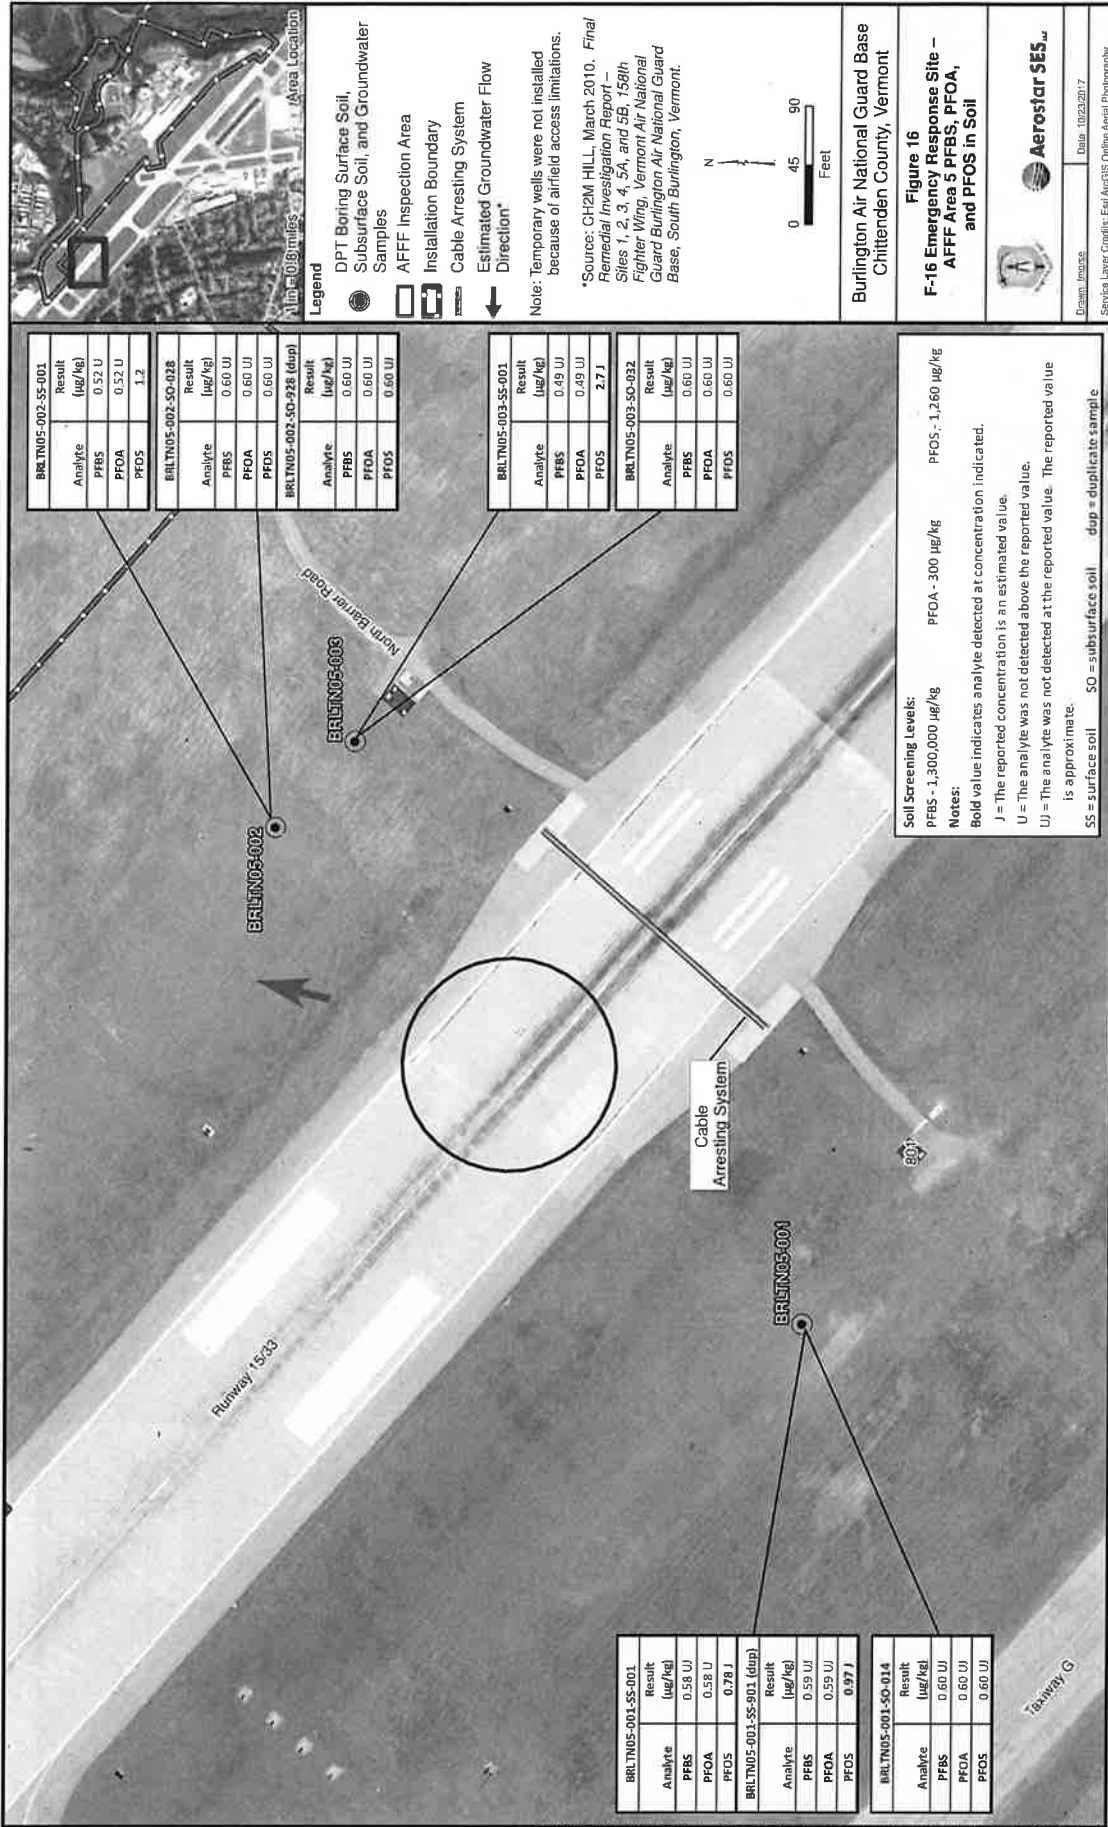 BRLTN05-002-SS-001
Analyte Result (µg/kg)
PFBS 0.52 U
PFOA 0.52 U
PFOS 1.2
BRLTN05-002-SO-028
Analyte Result (µg/kg)
PFBS 0.60 UJ
PFOA 0.60 UJ
PFOS 0.60 UJ
BRLTN05-002-SO-928 (dup)
Analyte Result (µg/kg)
PFBS 0.60 UJ
PFOA 0.60 UJ
PFOS 0.60 UJ
BRLTN05-003-SS-001
Analyte Result (µg/kg)
PFBS 0.49 UJ
PFOA 0.49 UJ
PFOS 2.7 J
BRLTN05-003-SO-032
Analyte Result (µg/kg)
PFBS 0.60 UJ
PFOA 0.60 UJ
PFOS 0.60 UJ
BRLTN05-001-SS-001
Analyte Result (µg/kg)
PFBS 0.58 UJ
PFOA 0.58 U
PFOS 0.78 J
BRLTN05-001-SS-901 (dup)
Analyte Result (µg/kg)
PFBS 0.59 UJ
PFOA 0.59 UJ
PFOS 0.97 J
BRLTN05-001-SO-014
Analyte Result (µg/kg)
PFBS 0.60 UJ
PFOA 0.60 UJ
PFOS 0.60 UJ
Runway 15/33
BRLTN05-002
BRLTN05-003
North Barrier Road
Cable
Arresting System
BRLTN05-001
801
Taxiway G
Soil Screening Levels:
PFBS - 1,300,000 µg/kg PFOA - 300 µg/kg PFOS - 1,260 µg/kg
Notes:
Bold value indicates analyte detected at concentration indicated.
J = The reported concentration is an estimated value.
U = The analyte was not detected above the reported value.
UJ = The analyte was not detected at the reported value. The reported value
is approximate.
SS = surface soil SO = subsurface soil dup = duplicate sample
1 in = 0.8 miles Area Location
Legend
DPT Boring Surface Soil,
Subsurface Soil, and Groundwater
Samples
AFFF Inspection Area
Installation Boundary
Cable Arresting System
Estimated Groundwater Flow
Direction*
Note: Temporary wells were not installed
because of airfield access limitations.
*Source: CH2M HILL, March 2010. Final
Remedial Investigation Report –
Sites 1, 2, 3, 4, 5A, and 5B, 158th
Fighter Wing, Vermont Air National
Guard Burlington Air National Guard
Base, South Burlington, Vermont.
N
0 45 90
Feet
Burlington Air National Guard Base
Chittenden County, Vermont
Figure 16
F-16 Emergency Response Site –
AFFF Area 5 PFBS, PFOA,
and PFOS in Soil
Aerostar SES LLC
Drawn: lmorse Date: 10/23/2017
Service Layer Credits: Esri ArcGIS Online Aerial Photography